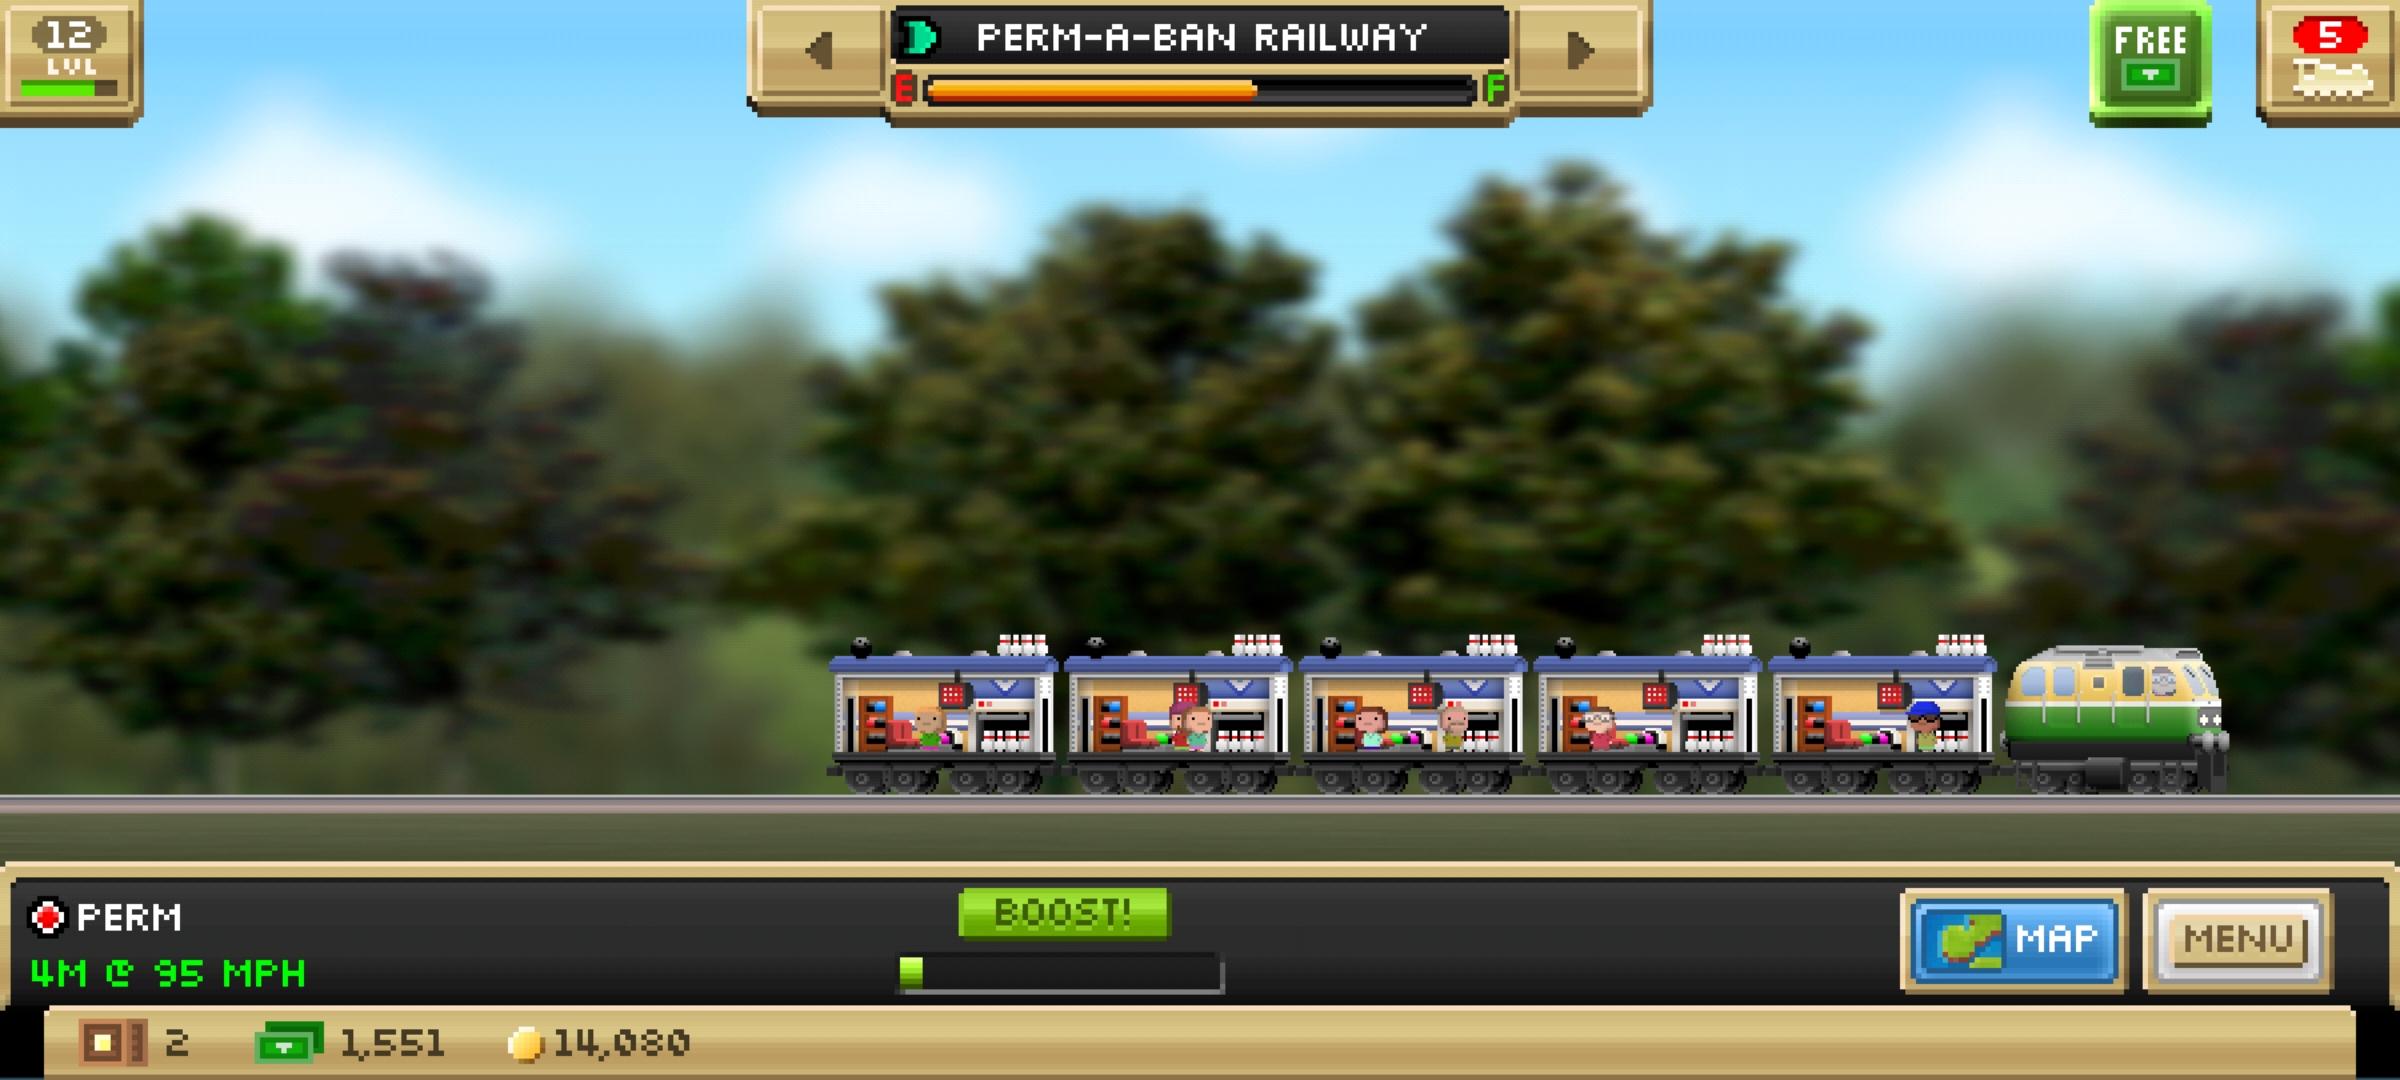 12
LVL
PERM-A-BAN RAILWAY
E F
FREE
5
PERM
4M @ 95 MPH
BOOST!
MAP
MENU
2 1,551 14,080